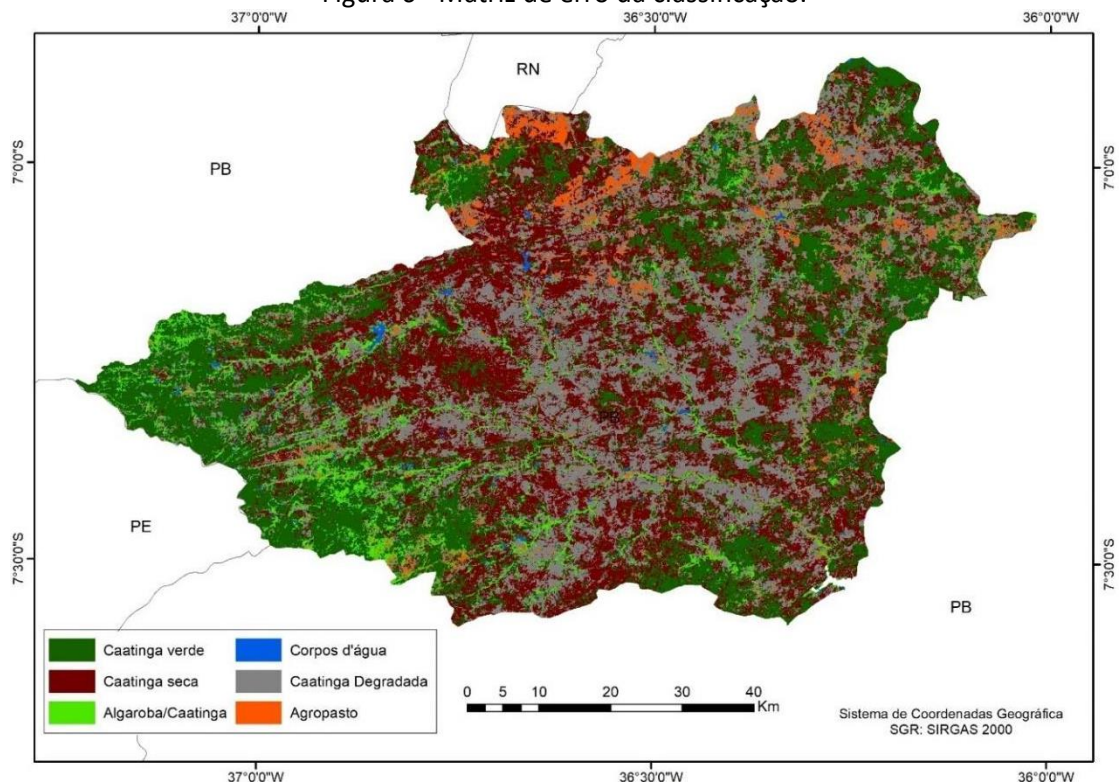 Figura 6 - Matriz de erro da classificação.
37°0'0"W
36°30'0"W
36°0'0"W
RN
PB
7°0'0"S
7°0'0"S
PB
PE
7°30'0"S
7°30'0"S
PB
Caatinga verde
Corpos d'água
Caatinga seca
Caatinga Degradada
Algaroba/Caatinga
Agropasto
0 5 10 20 30 40
Km
Sistema de Coordenadas Geográfica
SGR: SIRGAS 2000
37°0'0"W
36°30'0"W
36°0'0"W